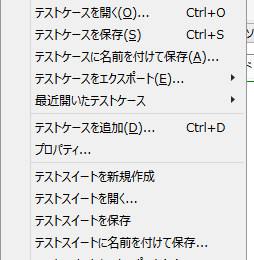 テストケースを開く(O)... Ctrl+O
テストケースを保存(S) Ctrl+S
テストケースに名前を付けて保存(A)...
テストケースをエクスポート(E)...
最近開いたテストケース
テストケースを追加(D)... Ctrl+D
プロパティ...
テストスイートを新規作成
テストスイートを開く...
テストスイートを保存
テストスイートに名前を付けて保存...